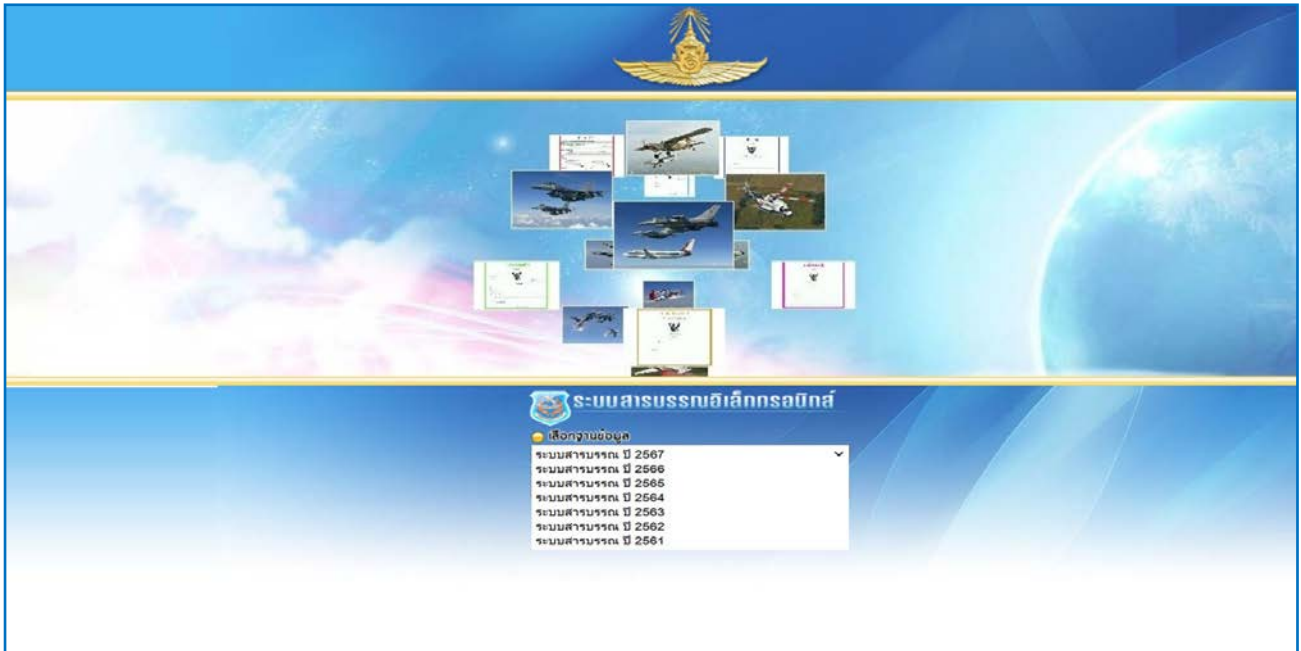 ระบบสารบรรณอิเล็กทรอนิกส์
เลือกฐานข้อมูล
ระบบสารบรรณ ปี 2567
ระบบสารบรรณ ปี 2566
ระบบสารบรรณ ปี 2565
ระบบสารบรรณ ปี 2564
ระบบสารบรรณ ปี 2563
ระบบสารบรรณ ปี 2562
ระบบสารบรรณ ปี 2561